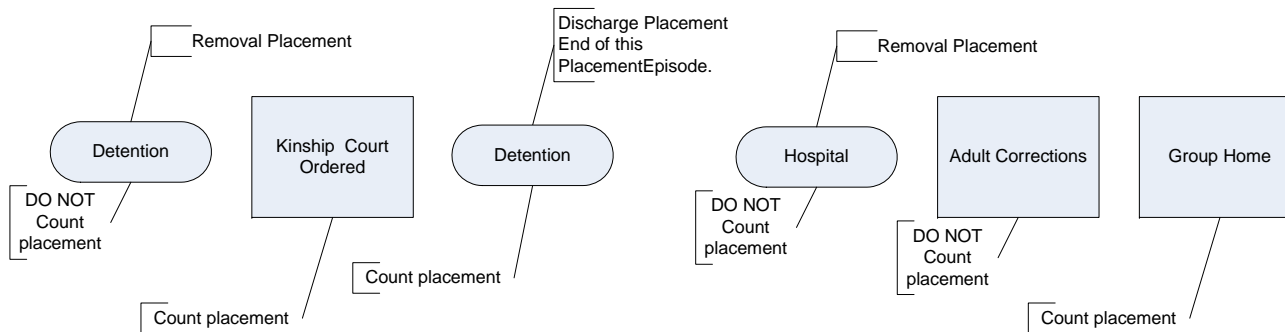 Removal Placement
Detention
DO NOT
Count
placement
Kinship Court
Ordered
Count placement
Discharge Placement
End of this
PlacementEpisode.
Detention
Count placement
Removal Placement
Hospital
DO NOT
Count
placement
Adult Corrections
DO NOT
Count
placement
Group Home
Count placement